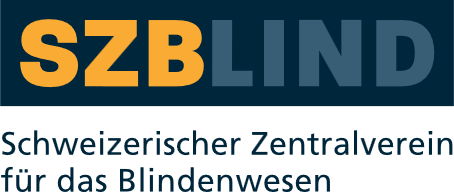 SZBLIND
Schweizerischer Zentralverein
für das Blindenwesen